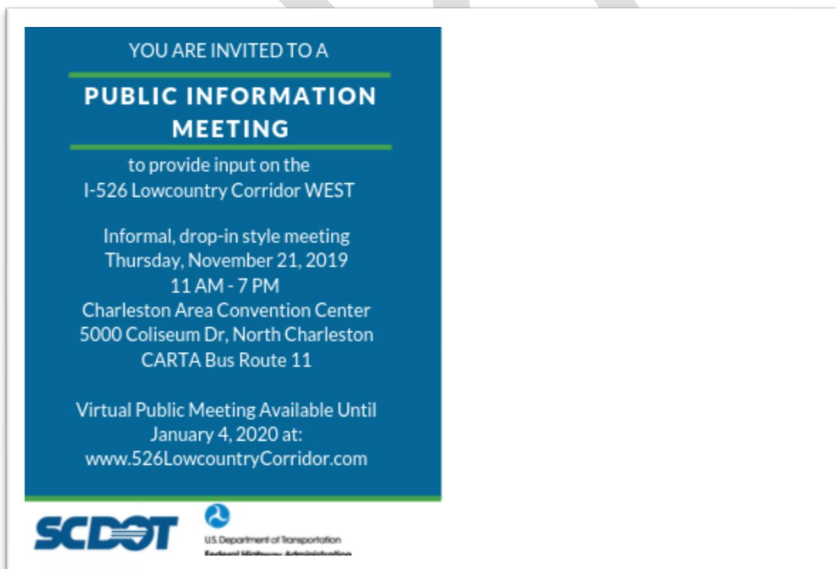 YOU ARE INVITED TO A
PUBLIC INFORMATION
MEETING
to provide input on the
I-526 Lowcountry Corridor WEST
Informal, drop-in style meeting
Thursday, November 21, 2019
11 AM - 7 PM
Charleston Area Convention Center
5000 Coliseum Dr, North Charleston
CARTA Bus Route 11
Virtual Public Meeting Available Until
January 4, 2020 at:
www.526LowcountryCorridor.com
SCDOT
U.S. Department of Transportation
Federal Highway Administration